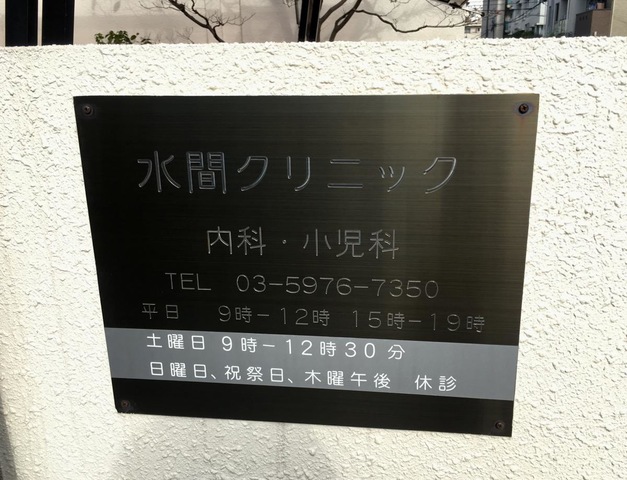 水間クリニック
内科・小児科
TEL 03-5976-7350
平日 9時-12時 15時-19時
土曜日 9時-12時30分
日曜日、祝祭日、木曜午後 休診